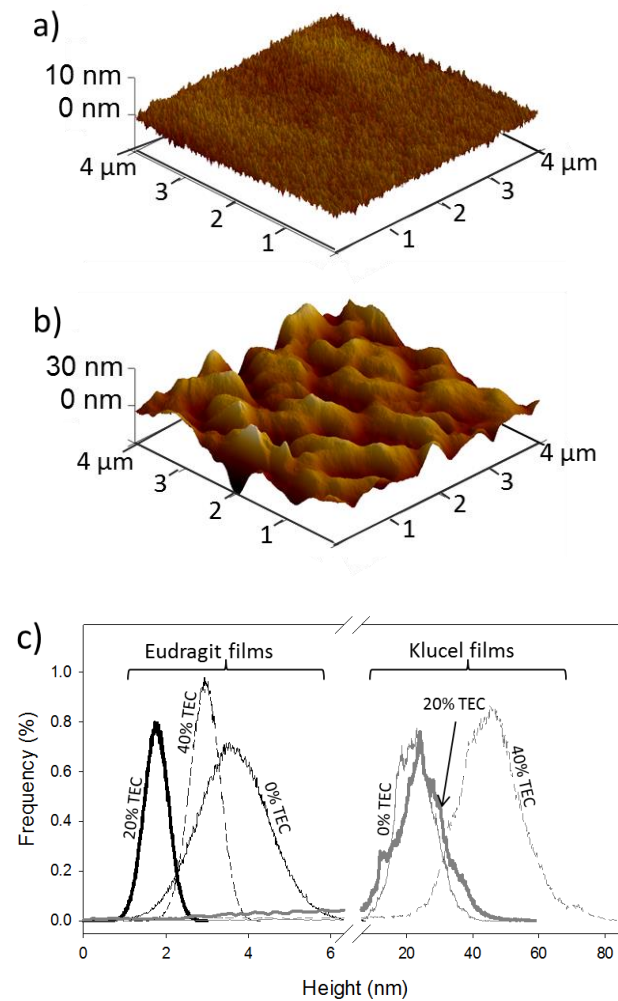 a)
10 nm
0 nm
4 µm
3
2
1
1
2
3
4 µm
b)
30 nm
0 nm
4 µm
3
2
1
1
2
3
4 µm
c)
Eudragit films
Klucel films
Frequency (%)
1.0
0.8
0.6
0.4
0.2
0.0
20% TEC
40% TEC
0% TEC
0% TEC
20% TEC
40% TEC
0
2
4
6
20
40
60
80
Height (nm)